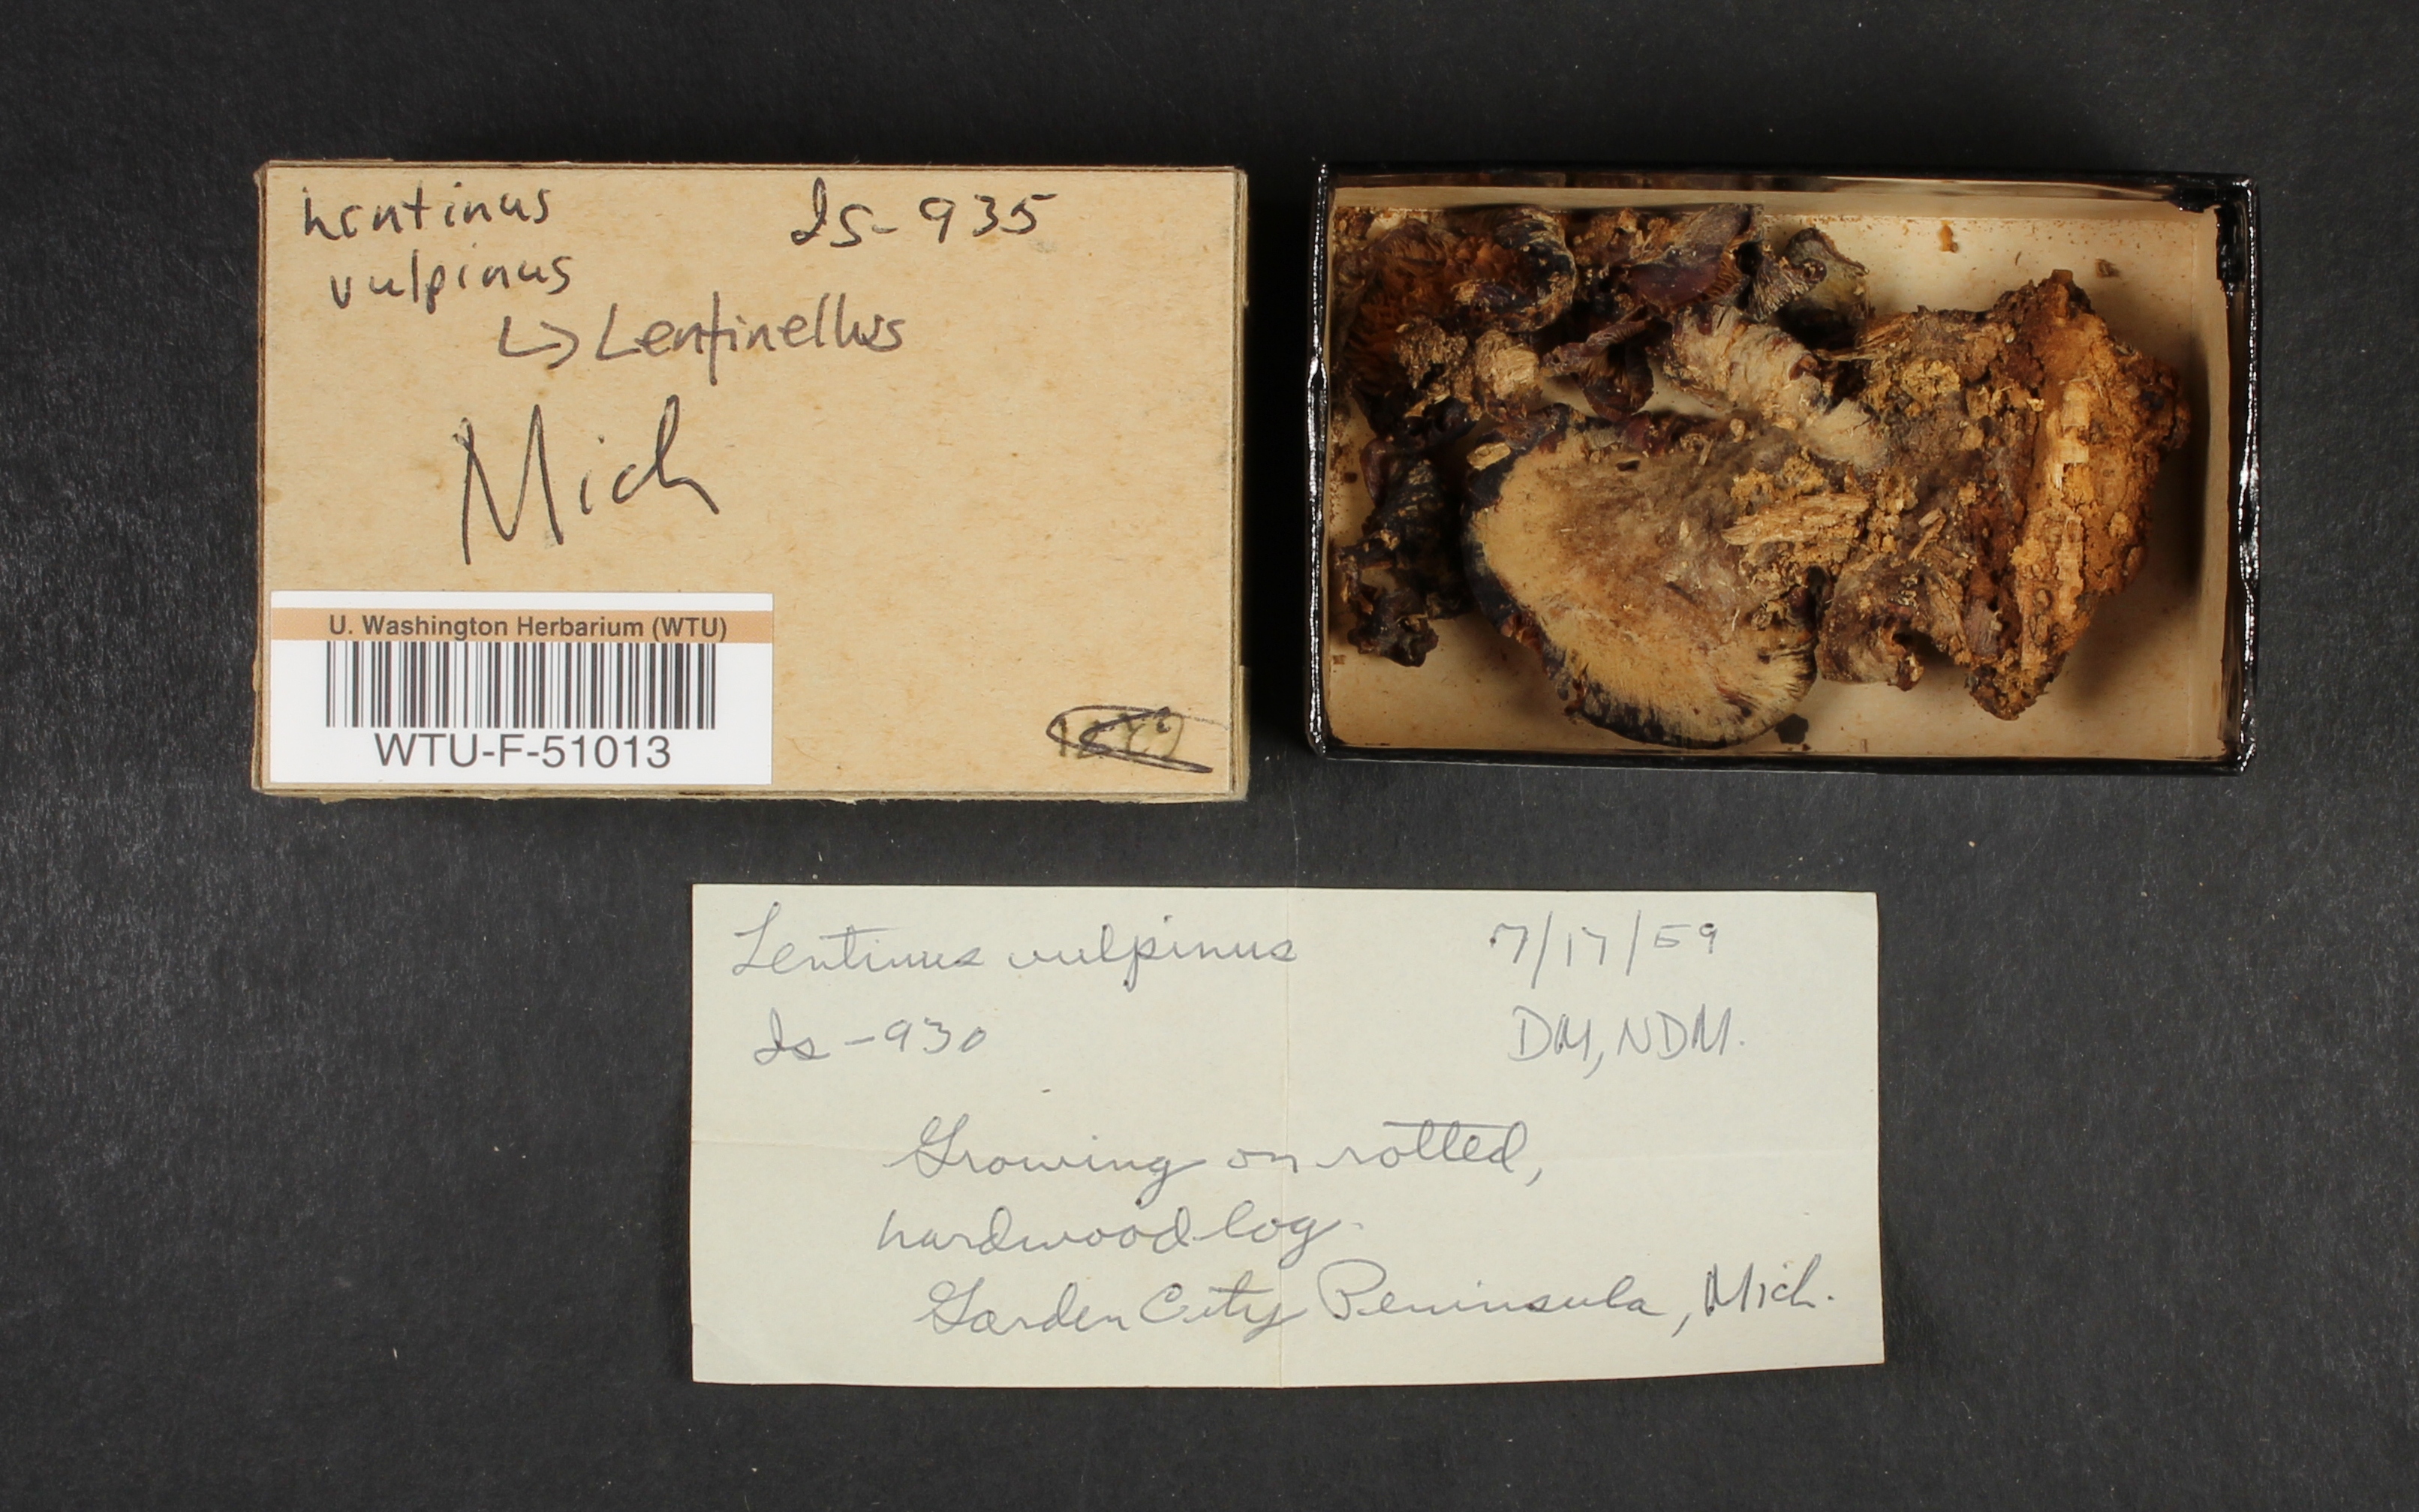 Lentinus
vulpinus
Is-935
↳ Lentinellus
Mich
U. Washington Herbarium (WTU)
WTU-F-51013
Lentinus vulpinus
7/17/59
Is-930
DM, NDM.
Growing on rotted,
hardwood log.
Garden City Peninsula, Mich.